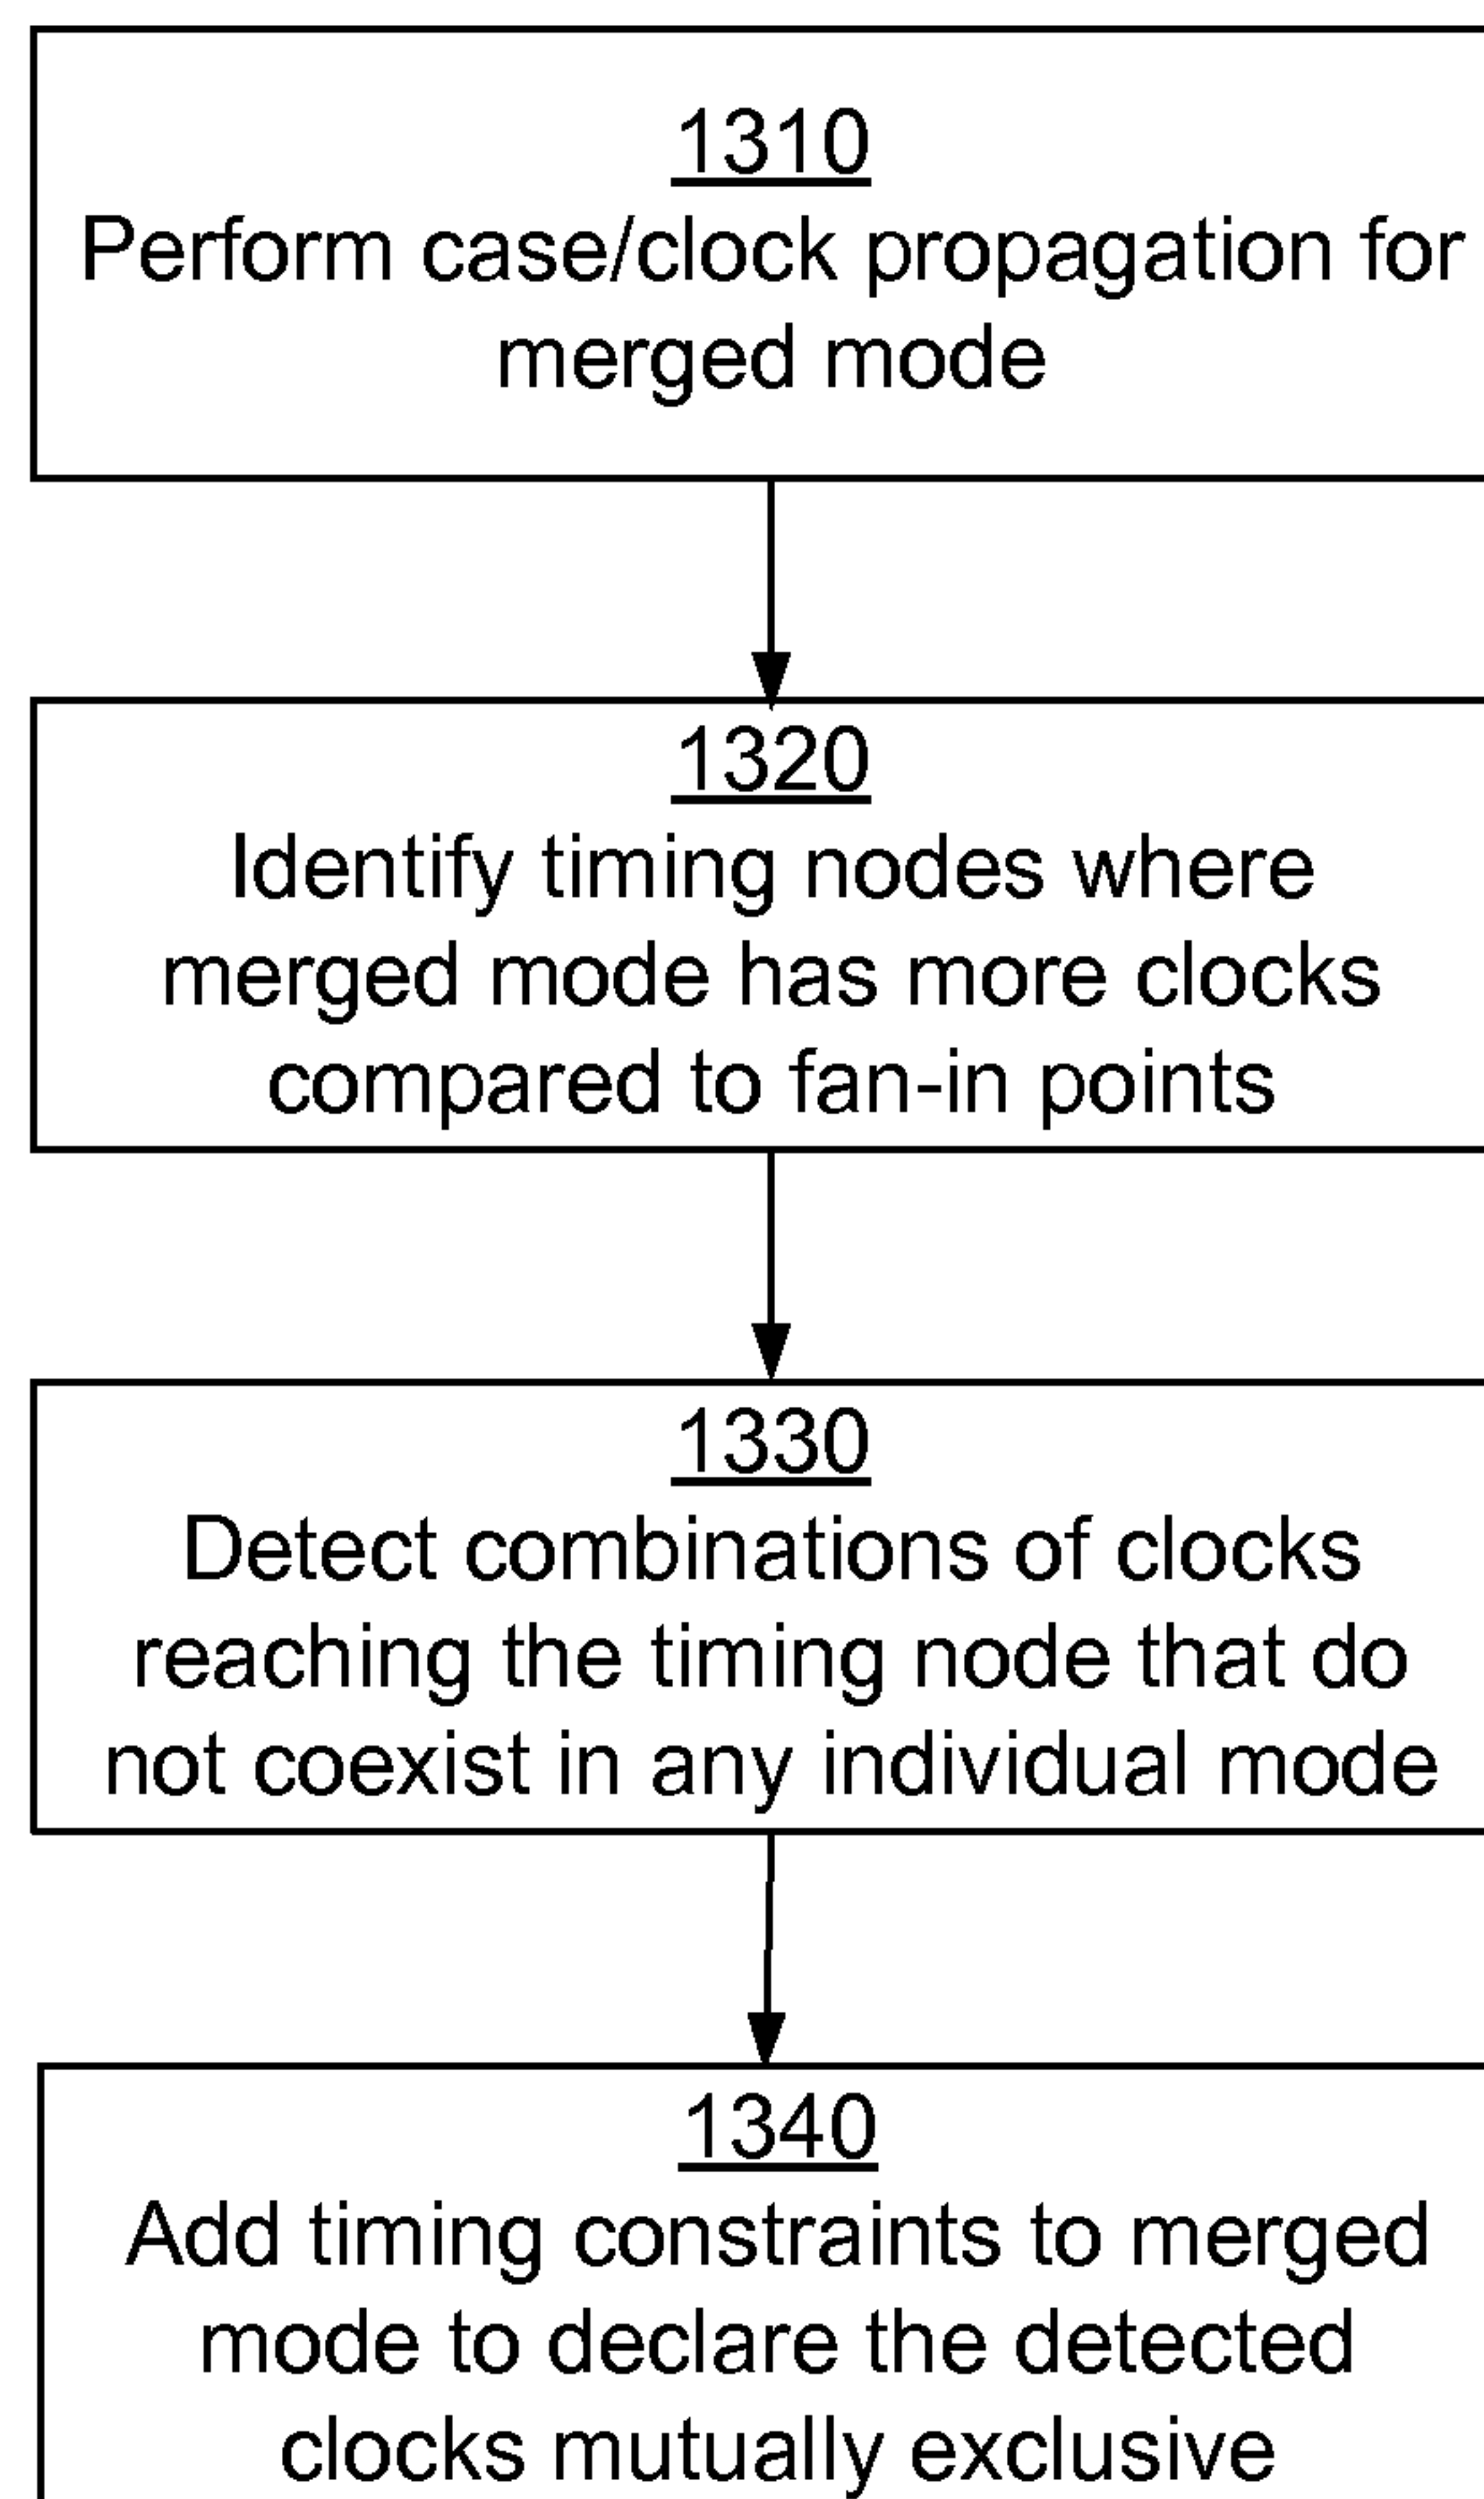 1310
Perform case/clock propagation for
merged mode
1320
Identify timing nodes where
merged mode has more clocks
compared to fan-in points
1330
Detect combinations of clocks
reaching the timing node that do
not coexist in any individual mode
1340
Add timing constraints to merged
mode to declare the detected
clocks mutually exclusive